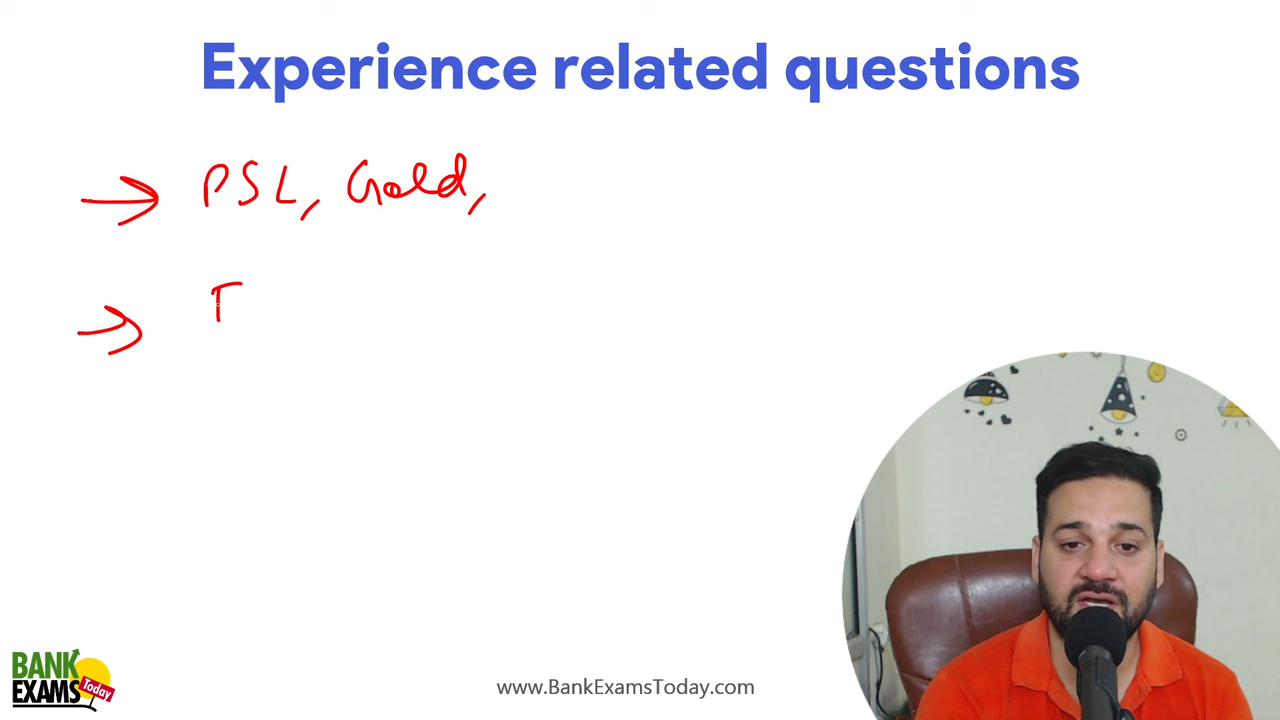 Experience related questions
→ PSL, Gold,
→
BANK
EXAMS
Today
www.BankExamsToday.com